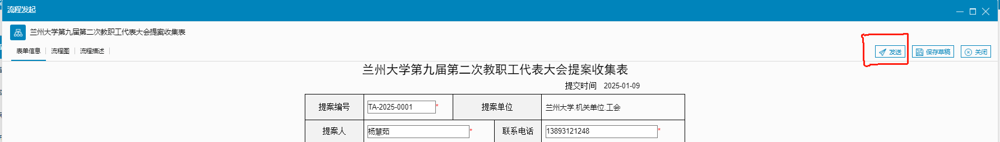 流程发起
兰州大学第九届第二次教职工代表大会提案收集表
表单信息 流程图 流程描述 发送 保存草稿 关闭
兰州大学第九届第二次教职工代表大会提案收集表
提交时间 2025-01-09
提案编号 TA-2025-0001* 提案单位 兰州大学.机关单位.工会
提案人 杨慧茹* 联系电话 13893121248*